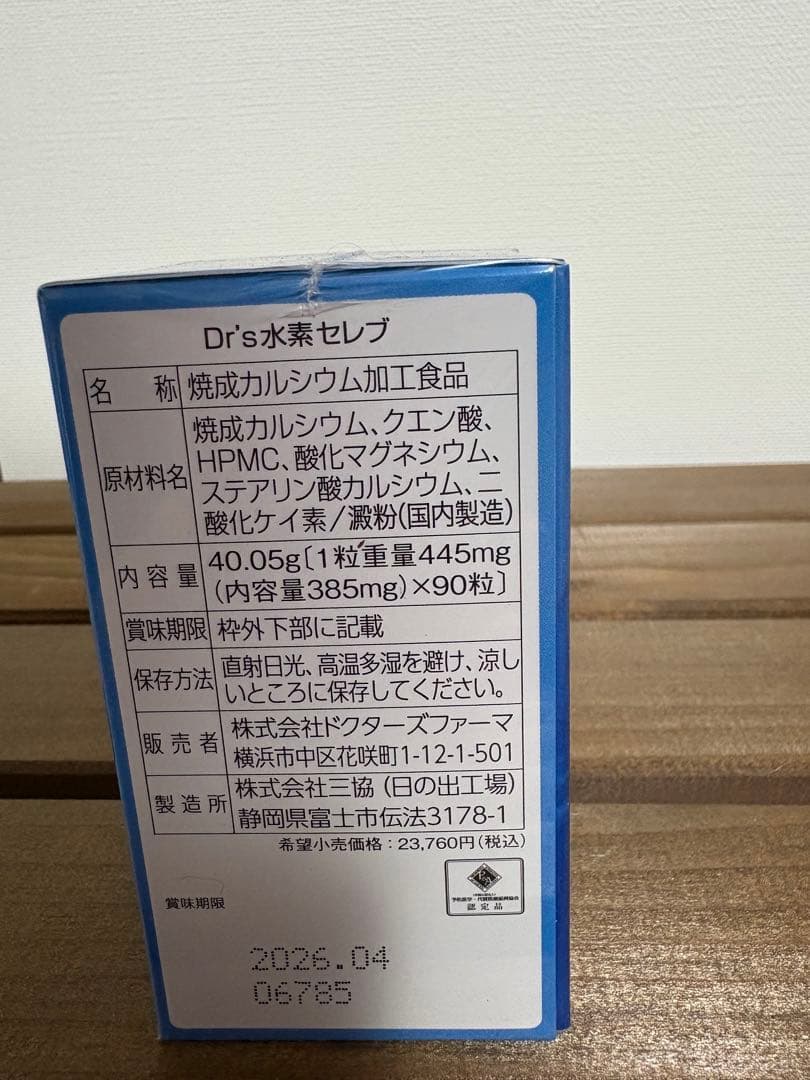 Dr's水素セレブ
名 称 焼成カルシウム加工食品
原材料名 焼成カルシウム、クエン酸、
HPMC、酸化マグネシウム、
ステアリン酸カルシウム、二
酸化ケイ素/澱粉(国内製造)
内容量 40.05g〔1粒重量445mg
(内容量385mg)×90粒〕
賞味期限 枠外下部に記載
保存方法 直射日光、高温多湿を避け、涼し
いところに保存してください。
販売者 株式会社ドクターズファーマ
横浜市中区花咲町1-12-1-501
製造所 株式会社三協 (日の出工場)
静岡県富士市伝法3178-1
希望小売価格:23,760円(税込)
認定品
賞味期限
2026.04
06785